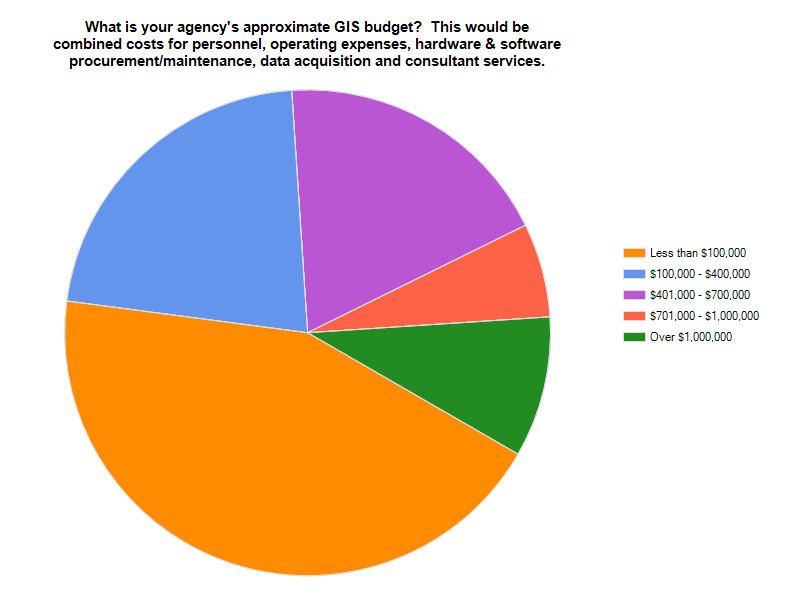 What is your agency's approximate GIS budget?  This would be
combined costs for personnel, operating expenses, hardware & software
procurement/maintenance, data acquisition and consultant services.
Less than $100,000
$100,000 - $400,000
$401,000 - $700,000
$701,000 - $1,000,000
Over $1,000,000